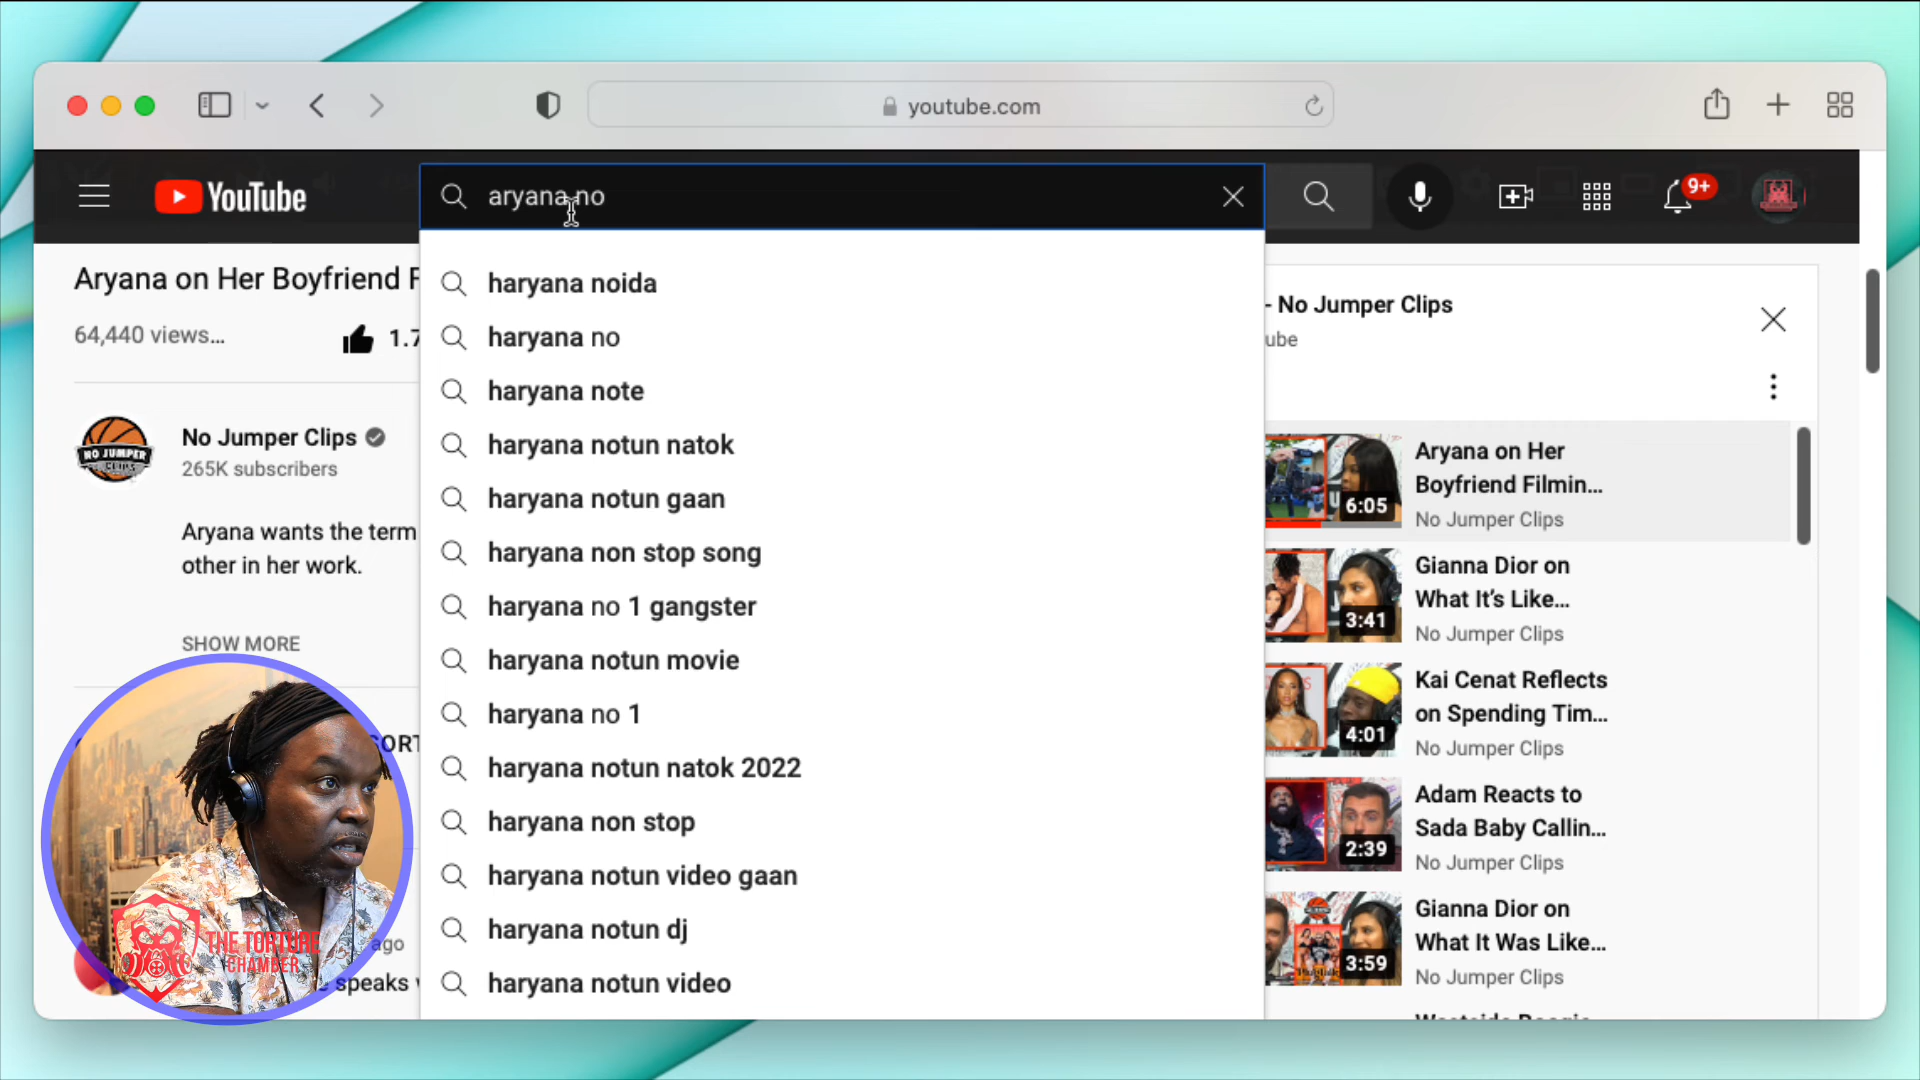 youtube.com
YouTube
aryana no
9+
haryana noida
haryana no
haryana note
haryana notun natok
haryana notun gaan
haryana non stop song
haryana no 1 gangster
haryana notun movie
haryana no 1
haryana notun natok 2022
haryana non stop
haryana notun video gaan
haryana notun dj
haryana notun video
Aryana on Her Boyfriend F
64,440 views...
1.7
NO JUMPER
CLIPS
No Jumper Clips
265K subscribers
Aryana wants the term
other in her work.
SHOW MORE
SORT
ago
speaks
THE TORTURE
CHAMBER
- No Jumper Clips
ube
Aryana on Her
Boyfriend Filmin...
No Jumper Clips
6:05
Gianna Dior on
What It's Like...
No Jumper Clips
3:41
Kai Cenat Reflects
on Spending Tim...
No Jumper Clips
4:01
Adam Reacts to
Sada Baby Callin...
No Jumper Clips
2:39
Gianna Dior on
What It Was Like...
No Jumper Clips
3:59